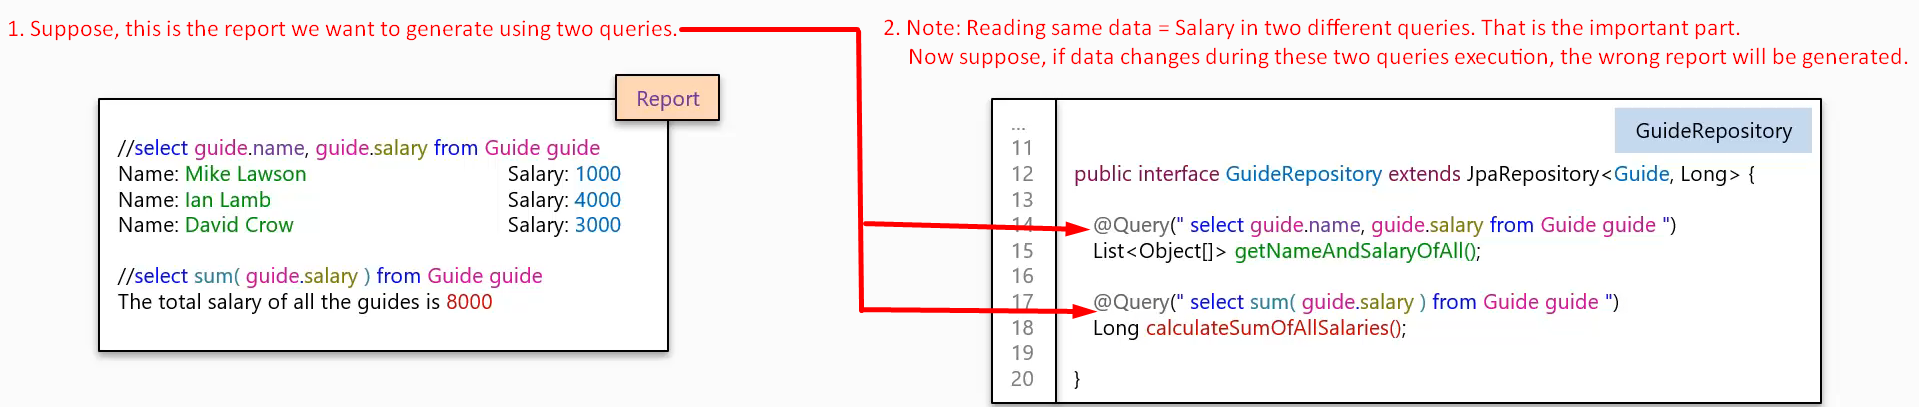 1. Suppose, this is the report we want to generate using two queries.
2. Note: Reading same data = Salary in two different queries. That is the important part.
Now suppose, if data changes during these two queries execution, the wrong report will be generated.
Report
//select guide.name, guide.salary from Guide guide
Name: Mike Lawson Salary: 1000
Name: Ian Lamb Salary: 4000
Name: David Crow Salary: 3000
//select sum( guide.salary ) from Guide guide
The total salary of all the guides is 8000
GuideRepository
...
11
12 public interface GuideRepository extends JpaRepository<Guide, Long> {
13
14 @Query(" select guide.name, guide.salary from Guide guide ")
15 List<Object[]> getNameAndSalaryOfAll();
16
17 @Query(" select sum( guide.salary ) from Guide guide ")
18 Long calculateSumOfAllSalaries();
19
20 }